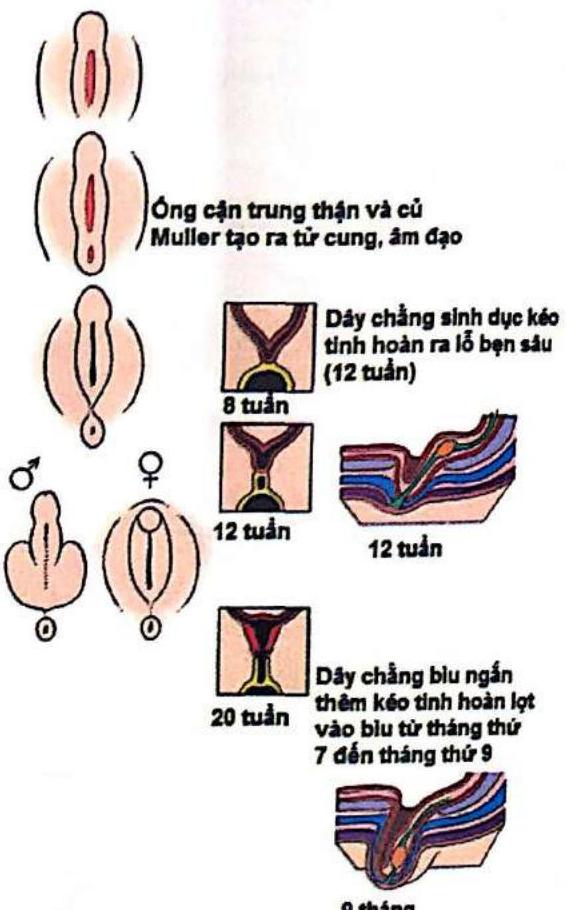 Ống cận trung thận và củ
Muller tạo ra tử cung, âm đạo
Dây chằng sinh dục kéo
tinh hoàn ra lỗ bẹn sâu
(12 tuần)
8 tuần
12 tuần
12 tuần
20 tuần
Dây chằng bìu ngắn
thêm kéo tinh hoàn lọt
vào bìu từ tháng thứ
7 đến tháng thứ 9
9 tháng